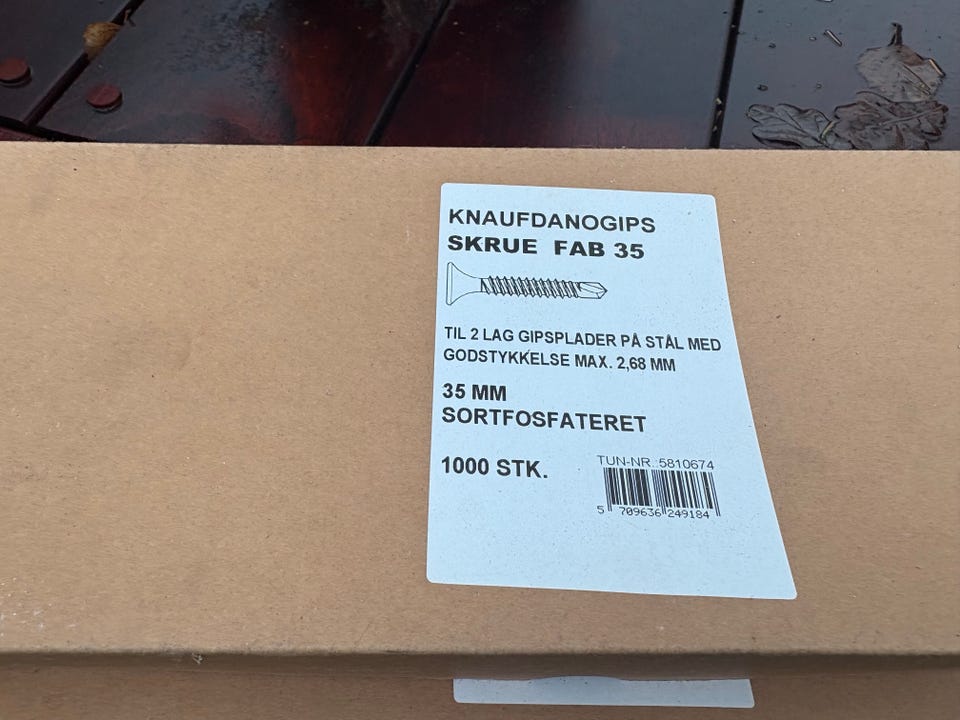 KNAUFDANOGIPS
SKRUE FAB 35
TIL 2 LAG GIPSPLADER PÅ STÅL MED
GODSTYKKELSE MAX. 2,68 MM
35 MM
SORTFOSFATERET
1000 STK.
TUN-NR.:5810674
5 709636 249184